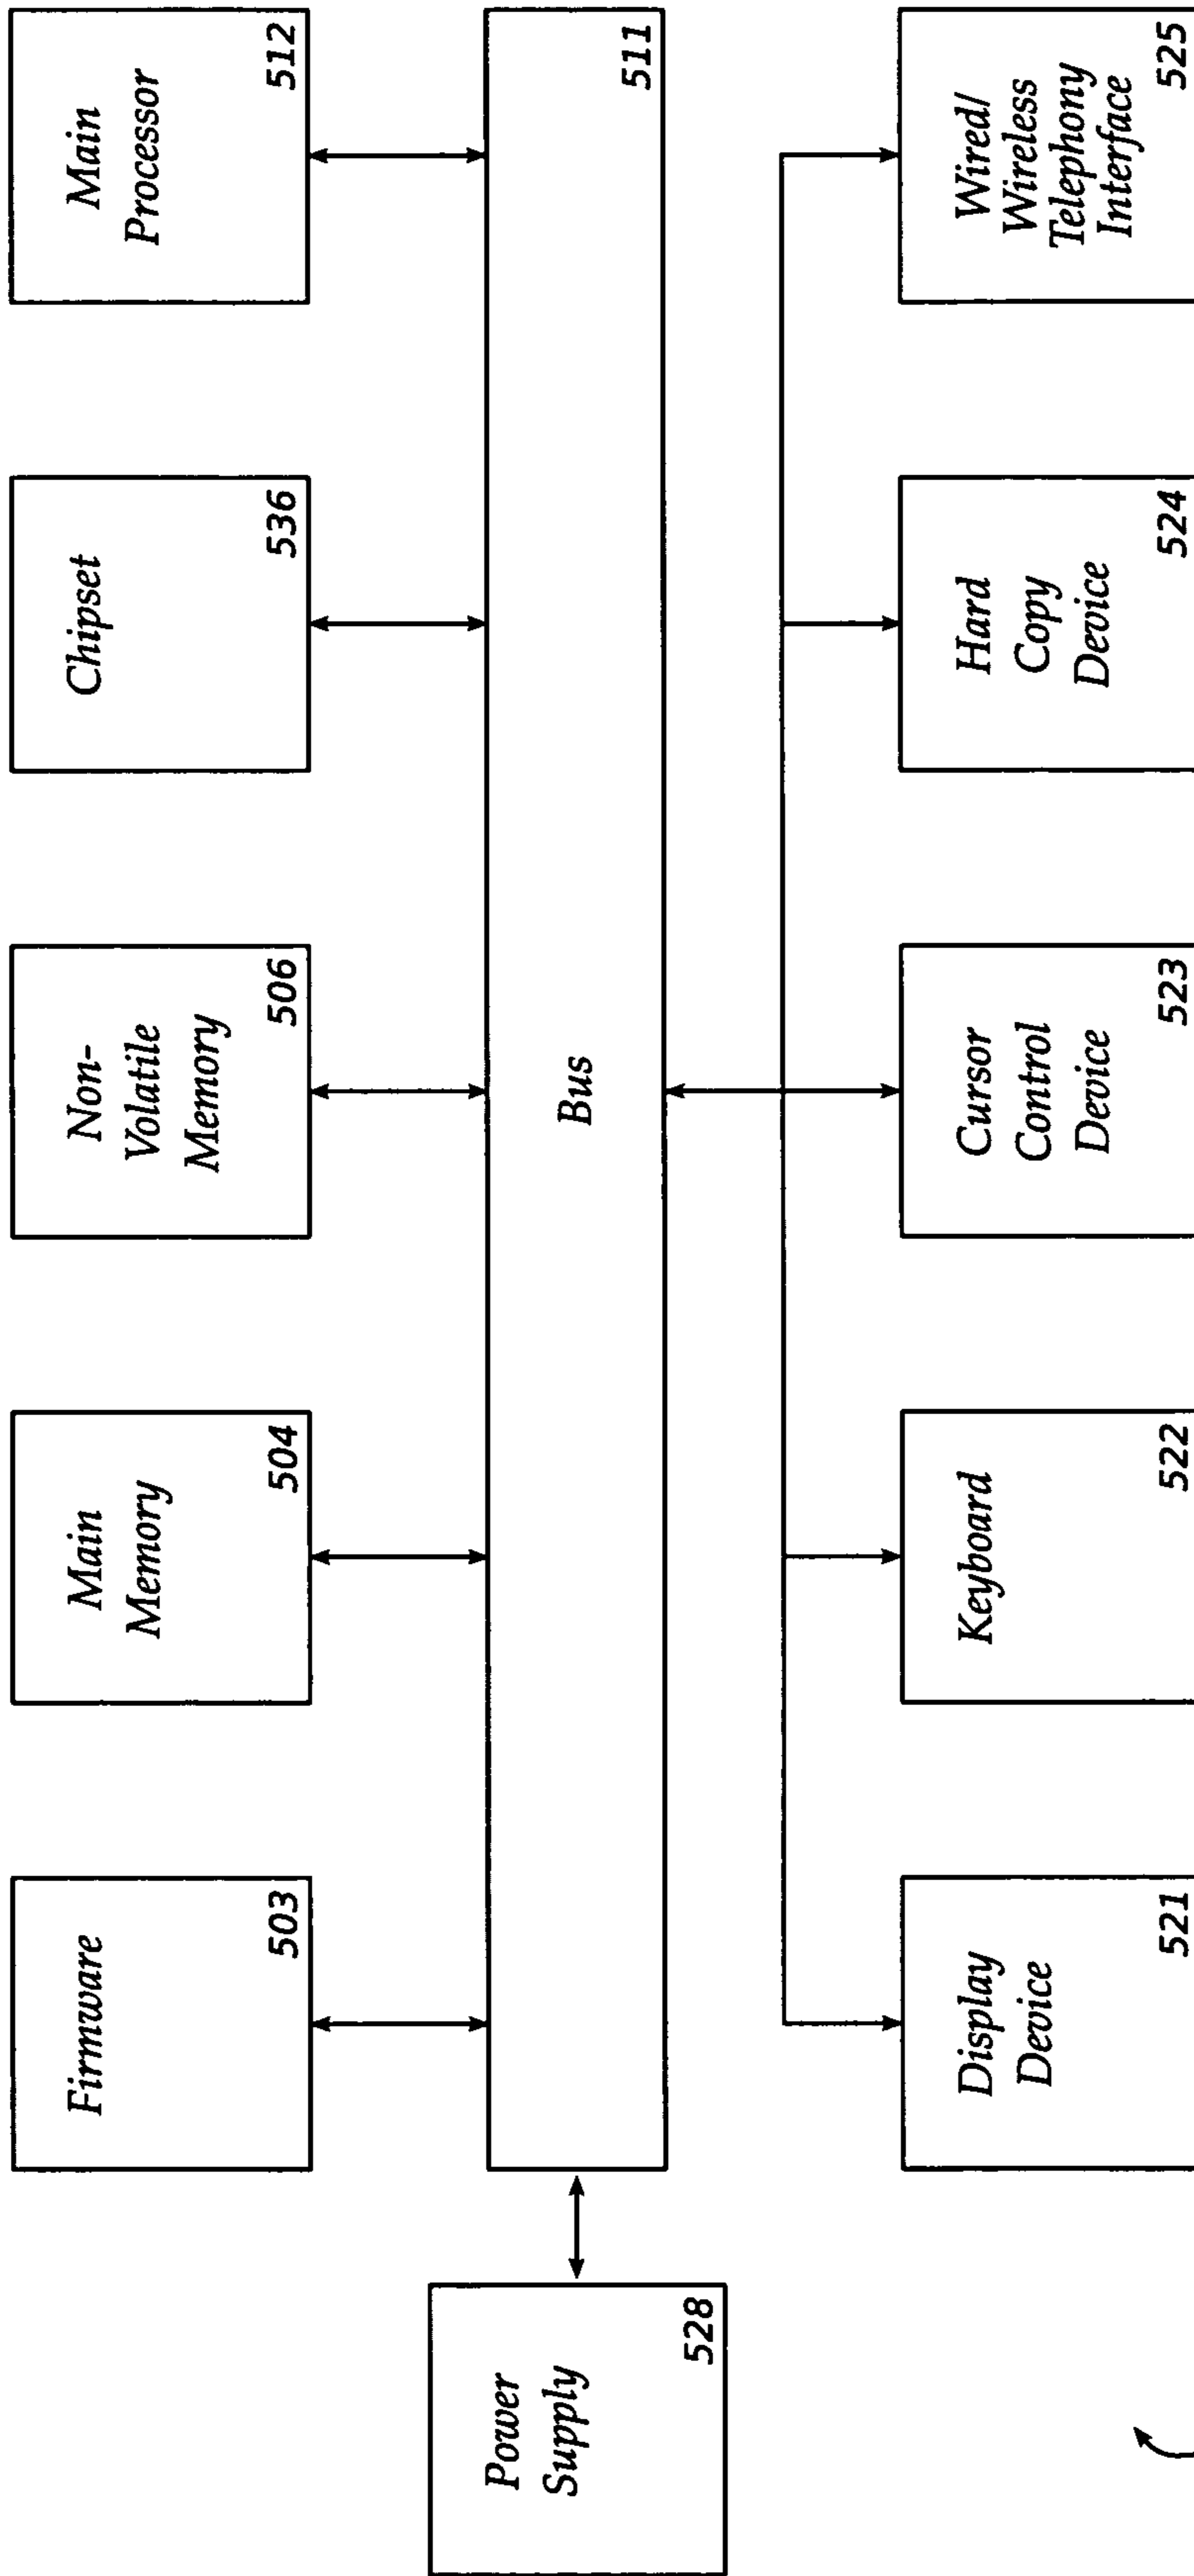 Firmware
503
Main
Memory
504
Non-
Volatile
Memory
506
Chipset
536
Main
Processor
512
Power
Supply
528
Bus
511
Display
Device
521
Keyboard
522
Cursor
Control
Device
523
Hard
Copy
Device
524
Wired/
Wireless
Telephony
Interface
525